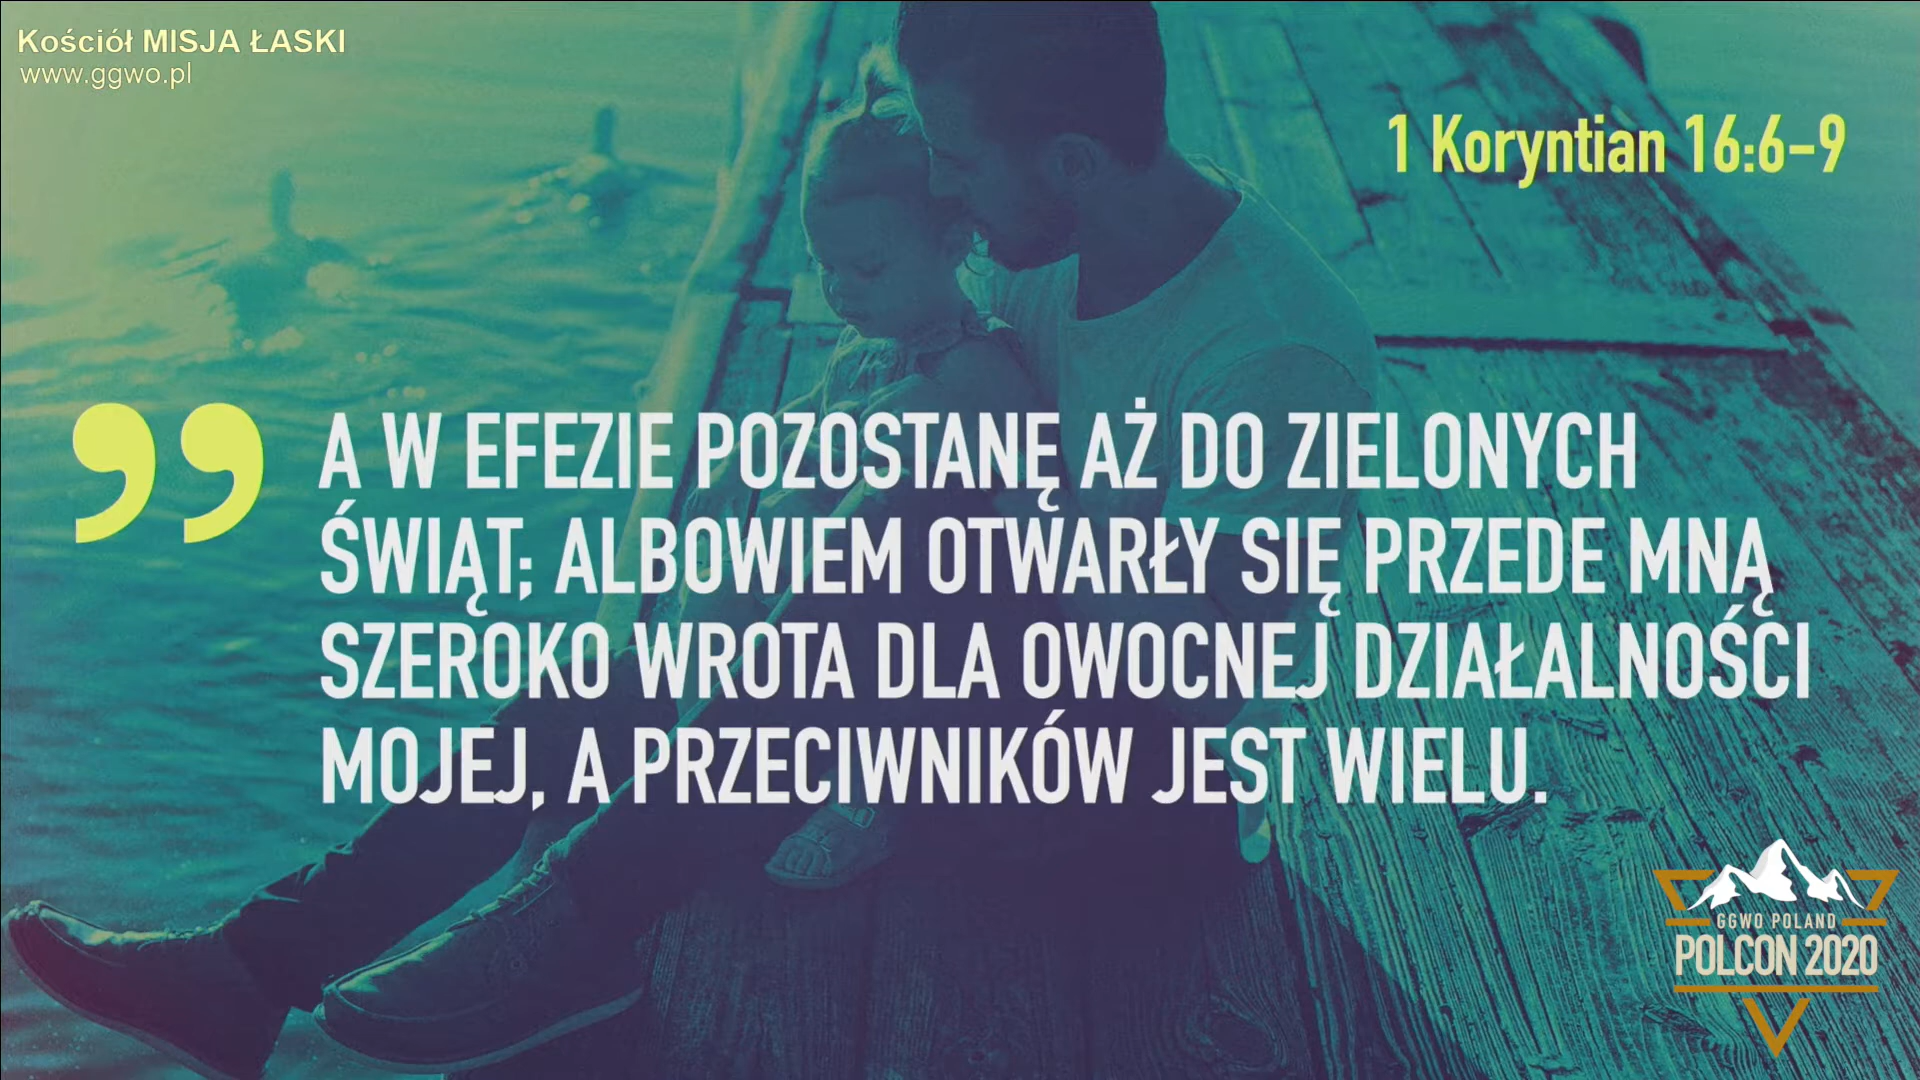 Kościół MISJA ŁASKI
www.ggwo.pl
1 Koryntian 16:6-9
A W EFEZIE POZOSTANĘ AŻ DO ZIELONYCH
ŚWIĄT; ALBOWIEM OTWARŁY SIĘ PRZEDE MNĄ
SZEROKO WROTA DLA OWOCNEJ DZIAŁALNOŚCI
MOJEJ, A PRZECIWNIKÓW JEST WIELU.
GGWO POLAND
POLCON 2020